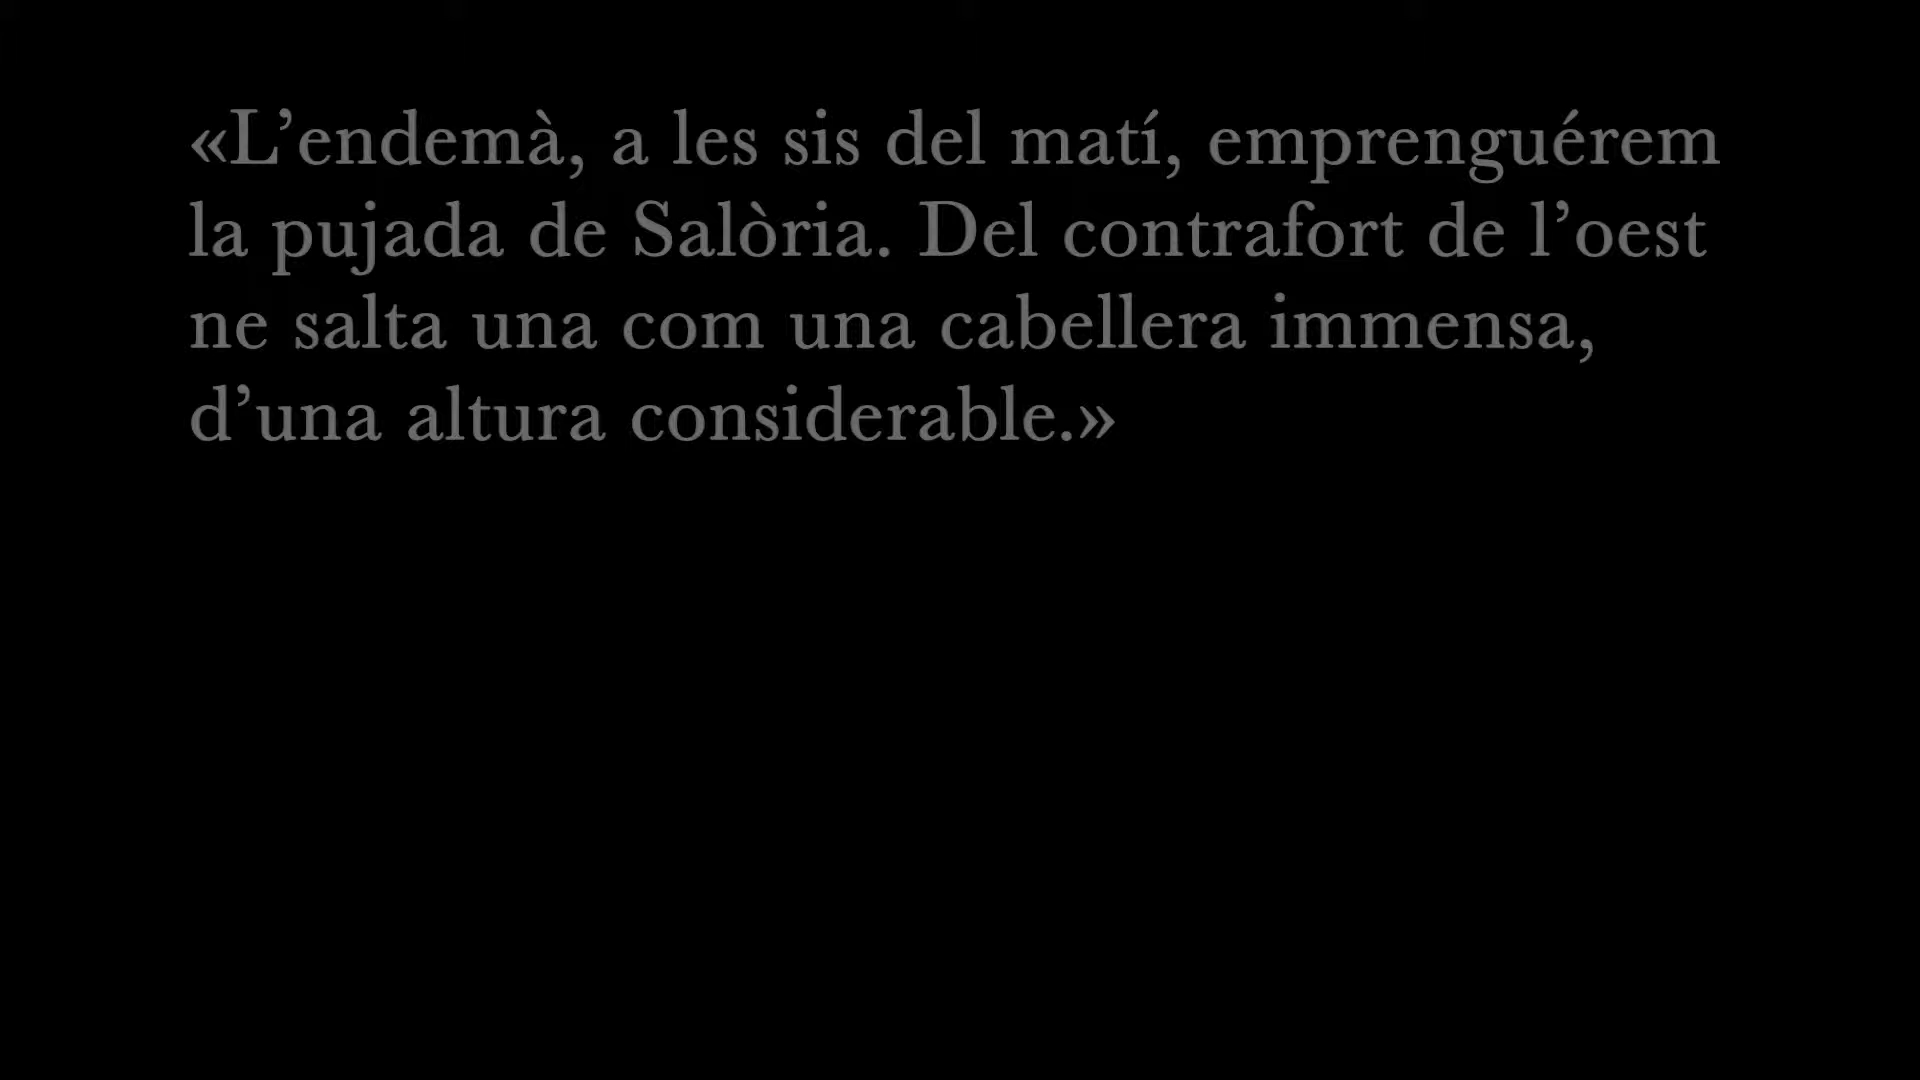 «L’endemà, a les sis del matí, emprenguérem
la pujada de Salòria. Del contrafort de l’oest
ne salta una com una cabellera immensa,
d’una altura considerable.»